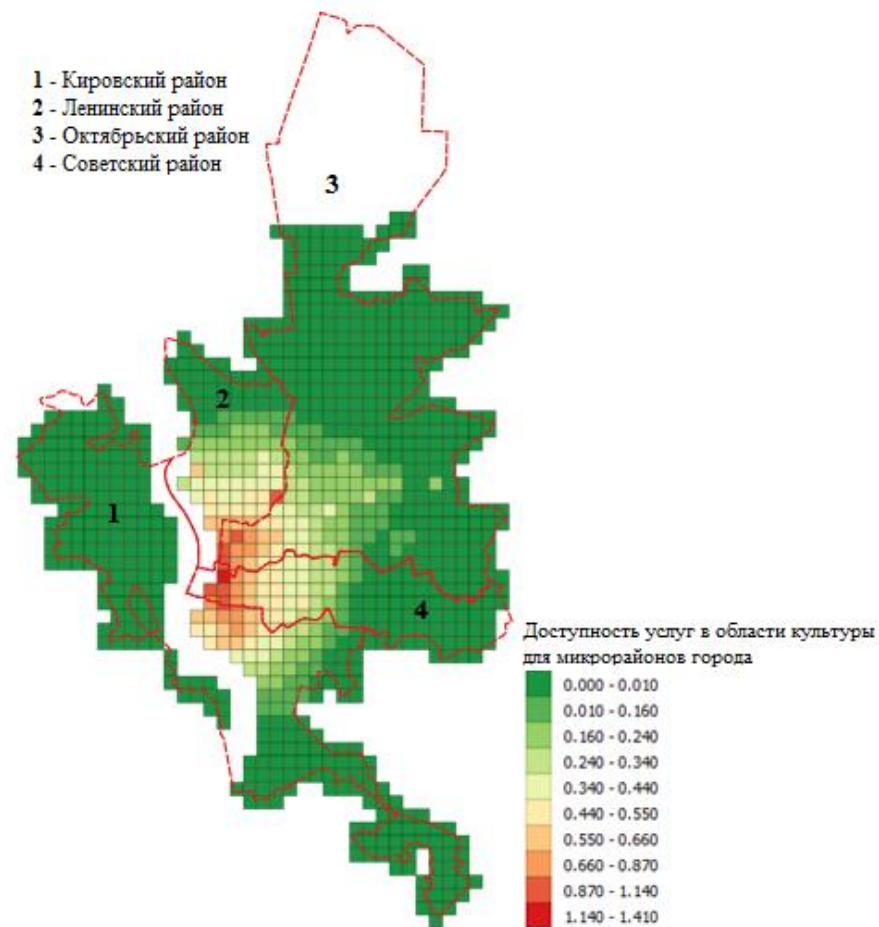 1 - Кировский район
2 - Ленинский район
3 - Октябрьский район
4 - Советский район
3
2
1
4
Доступность услуг в области культуры
для микрорайонов города
0.000 - 0.010
0.010 - 0.160
0.160 - 0.240
0.240 - 0.340
0.340 - 0.440
0.440 - 0.550
0.550 - 0.660
0.660 - 0.870
0.870 - 1.140
1.140 - 1.410